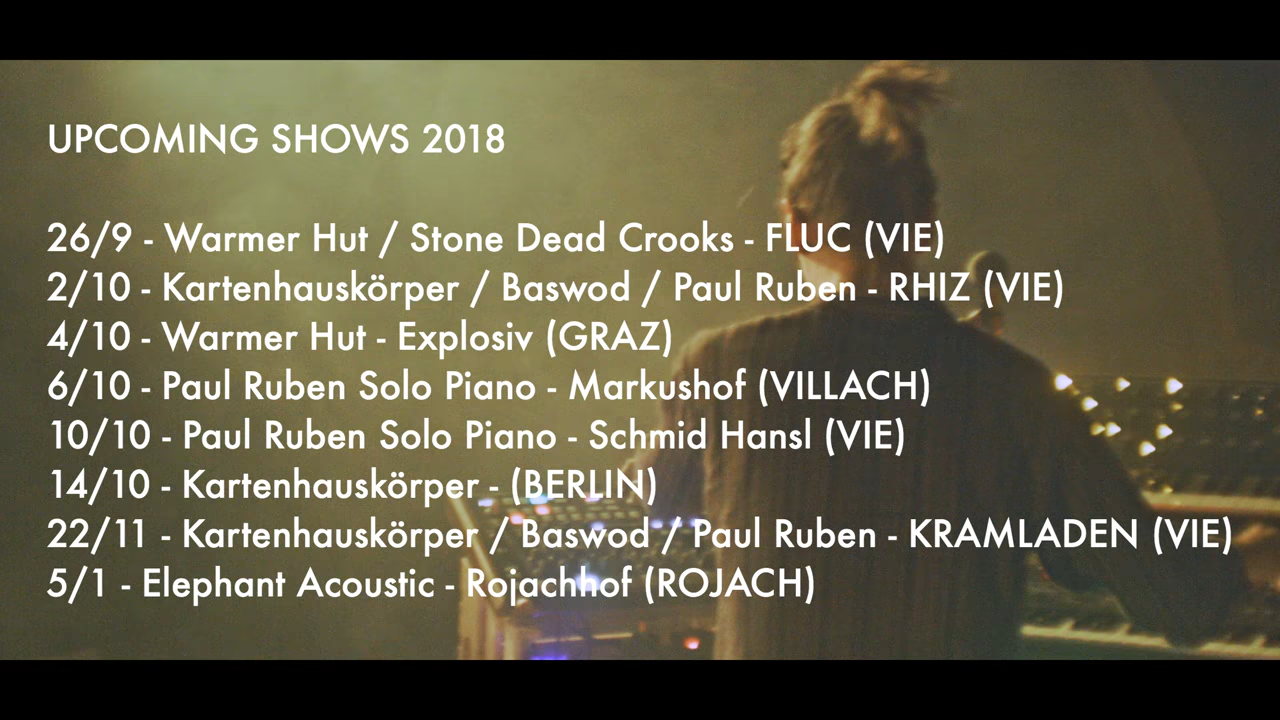 UPCOMING SHOWS 2018
26/9 - Warmer Hut / Stone Dead Crooks - FLUC (VIE)
2/10 - Kartenhauskörper / Baswod / Paul Ruben - RHIZ (VIE)
4/10 - Warmer Hut - Explosiv (GRAZ)
6/10 - Paul Ruben Solo Piano - Markushof (VILLACH)
10/10 - Paul Ruben Solo Piano - Schmid Hansl (VIE)
14/10 - Kartenhauskörper - (BERLIN)
22/11 - Kartenhauskörper / Baswod / Paul Ruben - KRAMLADEN (VIE)
5/1 - Elephant Acoustic - Rojachhof (ROJACH)